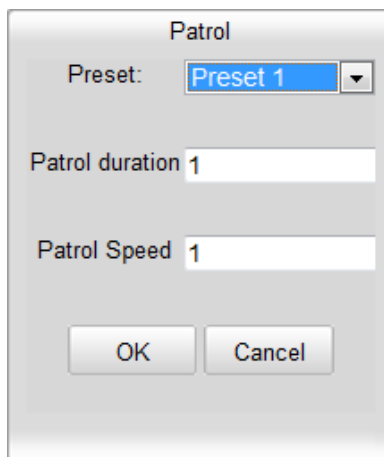 Patrol
Preset: Preset 1
Patrol duration 1
Patrol Speed 1
OK Cancel